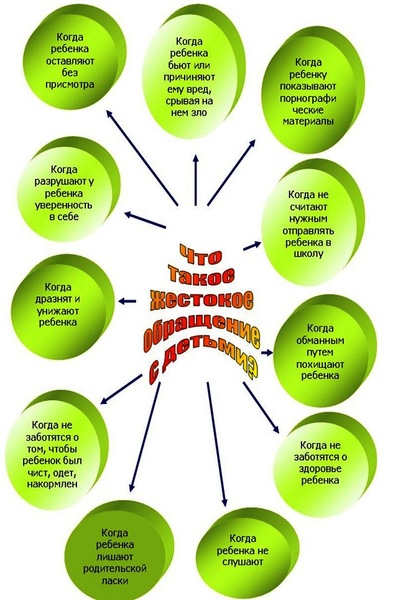 Когда
ребенка
оставляют
без
присмотра
Когда
ребенка
бьют или
причиняют
ему вред,
срывая на
нем зло
Когда
ребенку
показывают
порнографи
ческие
материалы
Когда
разрушают у
ребенка
уверенность
в себе
Когда не
считают
нужным
отправлять
ребенка в
школу
Что
такое
жестокое
обращение
с детьми?
Когда
дразнят и
унижают
ребенка
Когда
обманным
путем
похищают
ребенка
Когда не
заботятся о
том, чтобы
ребенок был
чист, одет,
накормлен
Когда не
заботятся о
здоровье
ребенка
Когда
ребенка
лишают
родительской
ласки
Когда
ребенка не
слушают